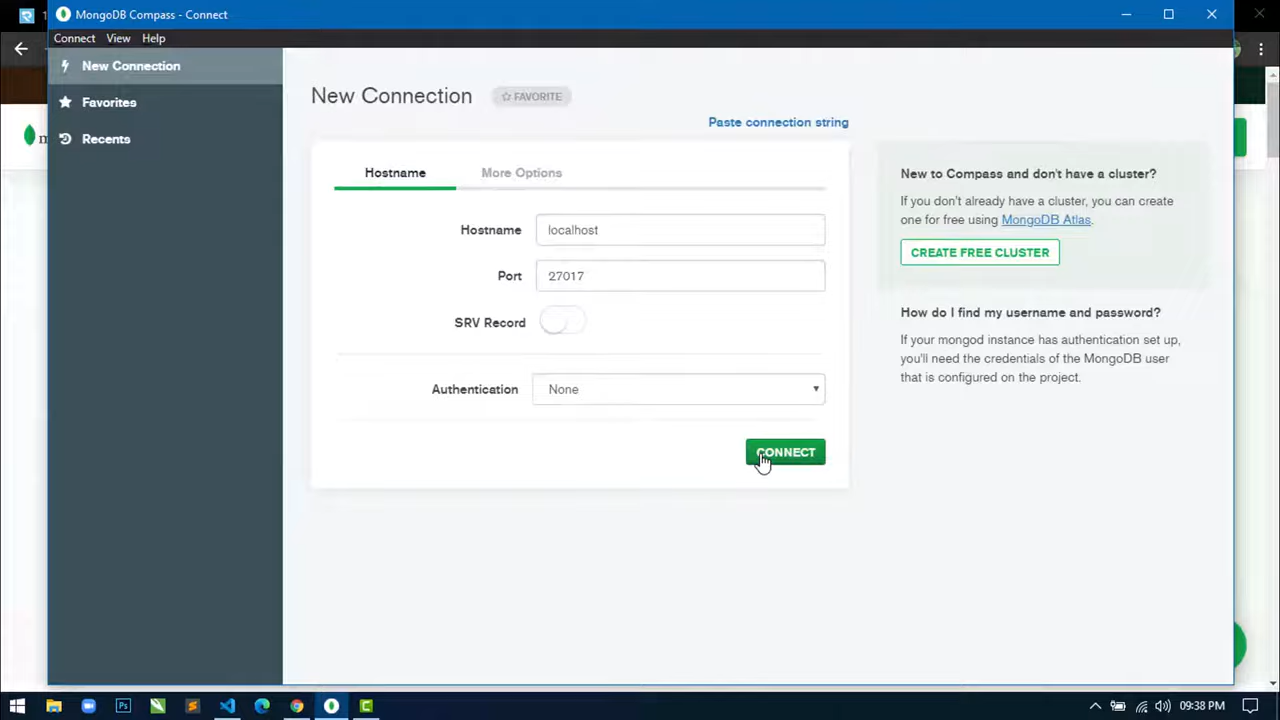 MongoDB Compass - Connect
Connect View Help
New Connection
Favorites
Recents
New Connection
FAVORITE
Paste connection string
Hostname
More Options
Hostname
localhost
Port
27017
SRV Record
Authentication
None
CONNECT
New to Compass and don't have a cluster?
If you don't already have a cluster, you can create
one for free using MongoDB Atlas.
CREATE FREE CLUSTER
How do I find my username and password?
If your mongod instance has authentication set up,
you'll need the credentials of the MongoDB user
that is configured on the project.
Ps
09:38 PM